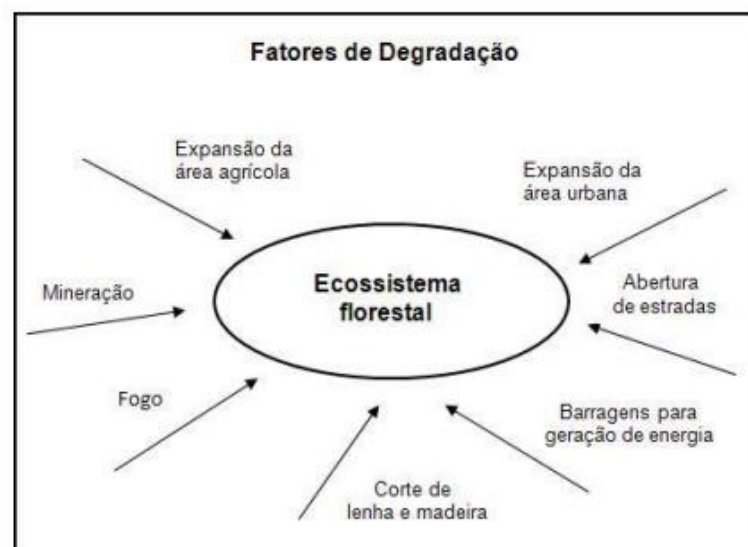 Fatores de Degradação
Expansão da
área agrícola
Expansão da
área urbana
Mineração
Ecossistema
florestal
Abertura
de estradas
Fogo
Barragens para
geração de energia
Corte de
lenha e madeira